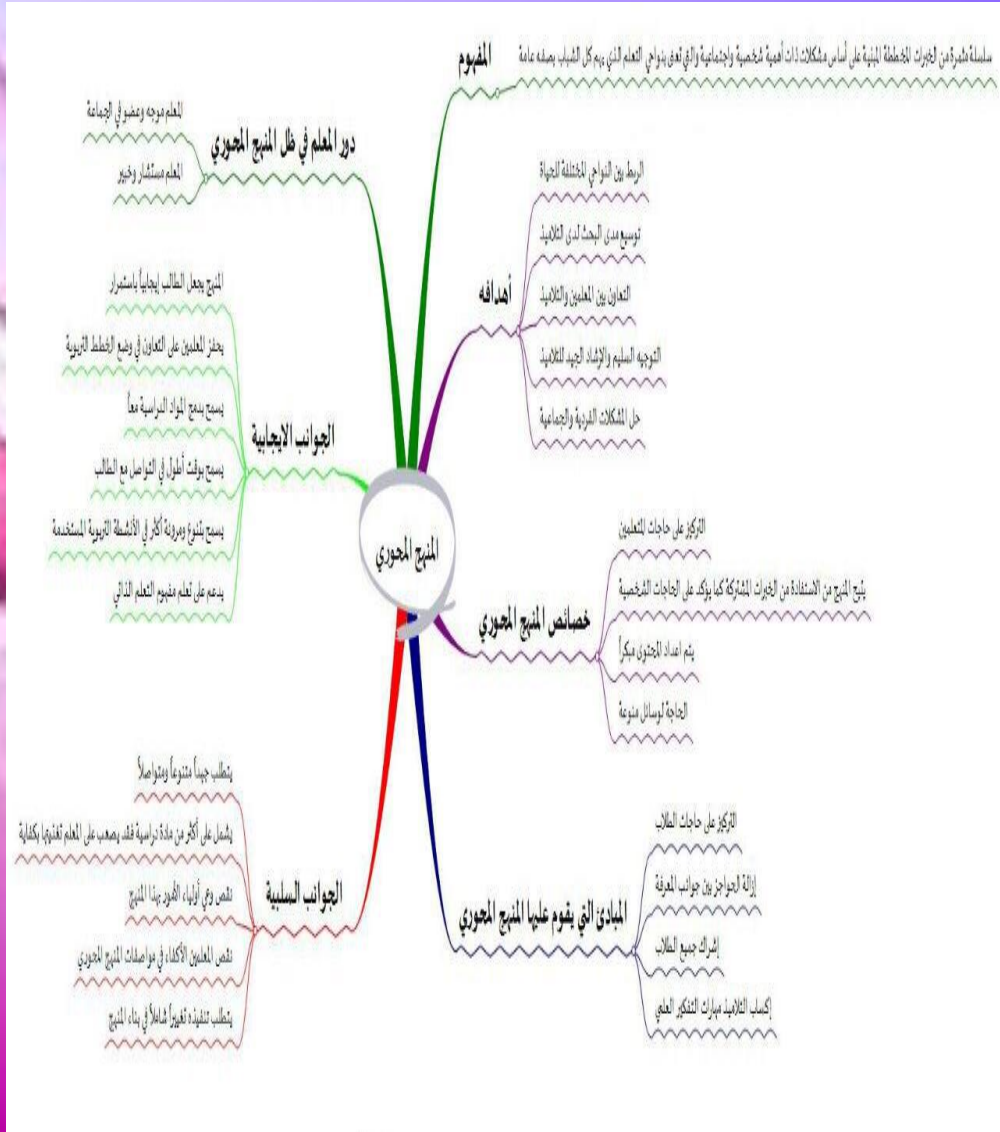 المنهج المحوري
المفهوم
سلسلة مثمرة من الخبرات المخططة المبنية على أساس مشكلات ذات أهمية شخصية واجتماعية والتي تعنى بنواحي التعلم الذي يهم كل الشباب بصفه عامة
أهدافه
الربط بين النواحي المختلفة للحياة
توسيع مدى البحث لدى التلاميذ
التعاون بين المعلمين والتلاميذ
التوجيه السليم والإشاد الجيد للتلاميذ
حل المشكلات الفردية والجماعية
خصائص المنهج المحوري
التركيز على حاجات المتعلمين
يتيح المنهج من الاستفادة من الخبرات المشتركة كما يؤكد على الحاجات الشخصية
يتم اعداد المحتوى مبكراً
الحاجة لوسائل منوعة
المبادئ التي يقوم عليها المنهج المحوري
التركيز على حاجات الطلاب
إزالة الحواجز بين جوانب المعرفة
إشراك جميع الطلاب
إكساب التلاميذ مهارات التفكير العلمي
دور المعلم في ظل المنهج المحوري
المعلم موجه وعضو في الجماعة
المعلم مستشار وخبير
الجوانب الايجابية
المنهج يجعل الطالب إيجابياً باستمرار
يحفز المعلمين على التعاون في وضع الخطط التربوية
يسمح بدمج المواد الدراسية معاً
يسمح بوقت أطول في التواصل مع الطالب
يسمح بتنوع ومرونة أكثر في الأنشطة التربوية المستخدمة
يدعم على تعلم مفهوم التعلم الذاتي
الجوانب السلبية
يتطلب جهداً متنوعاً ومتواصلاً
يشمل على أكثر من مادة دراسية فقد يصعب على المعلم تغذيتها بكفاية
نقص وعي أولياء الأمور بهذا المنهج
نقص المعلمين الأكفاء في مواصفات المنهج المحوري
يتطلب تنفيذه تغييراً شاملاً في بناء المنهج